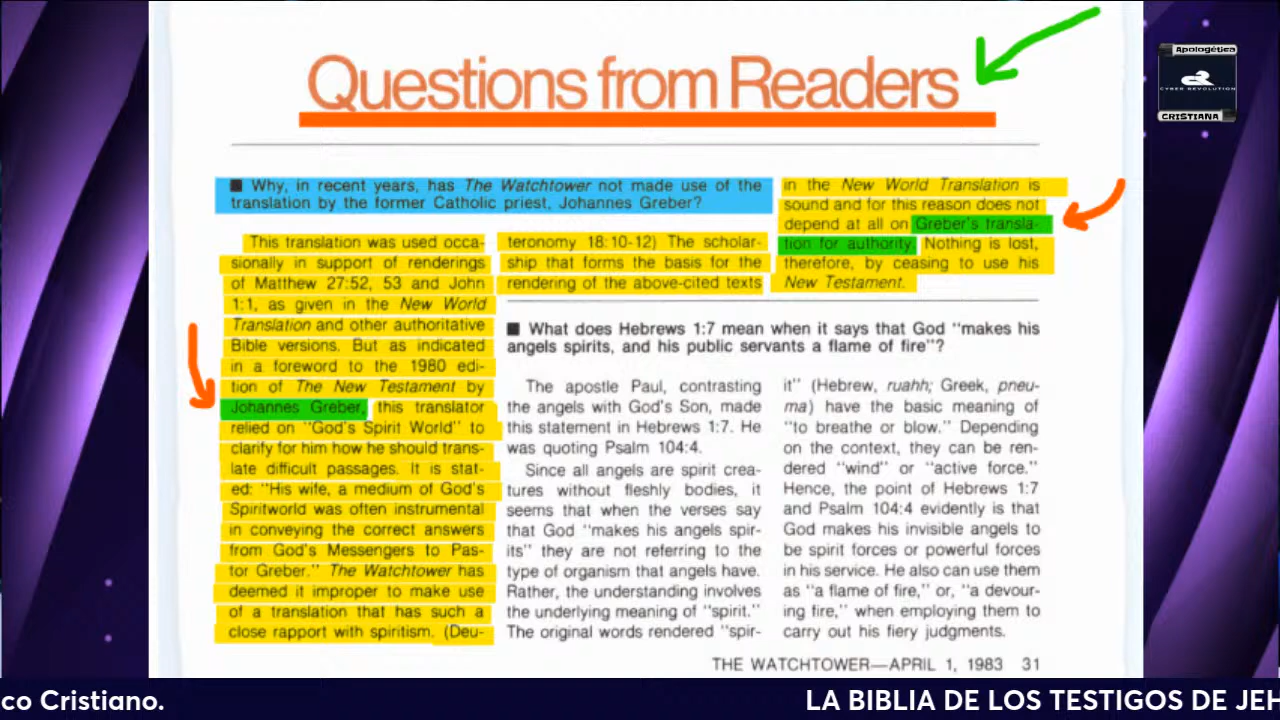 Questions from Readers
Apologética
CYBER REVOLUTION
CRISTIANA
■ Why, in recent years, has The Watchtower not made use of the
translation by the former Catholic priest, Johannes Greber?
This translation was used occa-
sionally in support of renderings
of Matthew 27:52, 53 and John
1:1, as given in the New World
Translation and other authoritative
Bible versions. But as indicated
in a foreword to the 1980 edi-
tion of The New Testament by
Johannes Greber, this translator
relied on "God's Spirit World" to
clarify for him how he should trans-
late difficult passages. It is stat-
ed: "His wife, a medium of God's
Spiritworld was often instrumental
in conveying the correct answers
from God's Messengers to Pas-
tor Greber." The Watchtower has
deemed it improper to make use
of a translation that has such a
close rapport with spiritism. (Deu-
teronomy 18:10-12) The scholar-
ship that forms the basis for the
rendering of the above-cited texts
in the New World Translation is
sound and for this reason does not
depend at all on Greber's transla-
tion for authority. Nothing is lost,
therefore, by ceasing to use his
New Testament.
■ What does Hebrews 1:7 mean when it says that God "makes his
angels spirits, and his public servants a flame of fire"?
The apostle Paul, contrasting
the angels with God's Son, made
this statement in Hebrews 1:7. He
was quoting Psalm 104:4.
Since all angels are spirit crea-
tures without fleshly bodies, it
seems that when the verses say
that God "makes his angels spir-
its" they are not referring to the
type of organism that angels have.
Rather, the understanding involves
the underlying meaning of "spirit."
The original words rendered "spir-
it" (Hebrew, ruahh; Greek, pneu-
ma) have the basic meaning of
"to breathe or blow." Depending
on the context, they can be ren-
dered "wind" or "active force."
Hence, the point of Hebrews 1:7
and Psalm 104:4 evidently is that
God makes his invisible angels to
be spirit forces or powerful forces
in his service. He also can use them
as "a flame of fire," or, "a devour-
ing fire," when employing them to
carry out his fiery judgments.
THE WATCHTOWER—APRIL 1, 1983 31
co Cristiano.
LA BIBLIA DE LOS TESTIGOS DE JEH